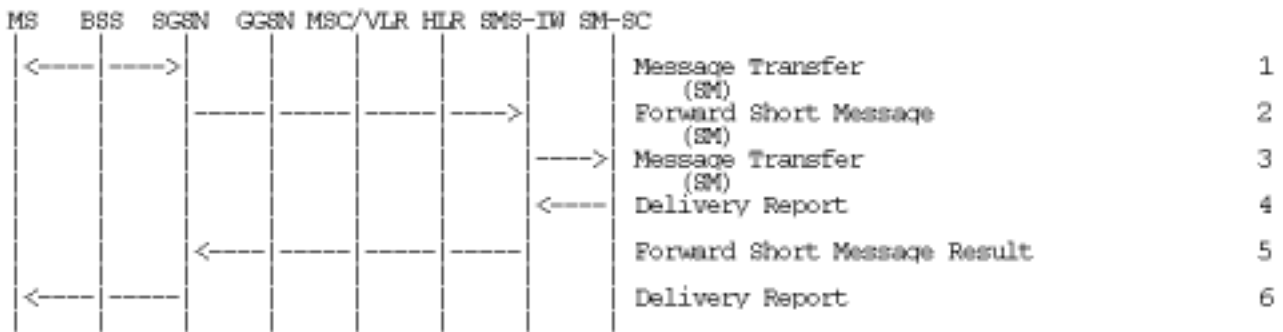 MS BSS SGSN GGSN MSC/VLR HLR SMS-IW SM-SC
Message Transfer 1
(SM)
Forward Short Message 2
(SM)
Message Transfer 3
(SM)
Delivery Report 4
Forward Short Message Result 5
Delivery Report 6